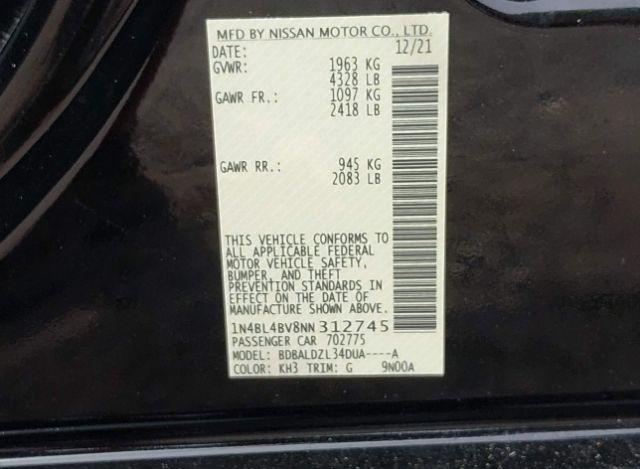 MFD BY NISSAN MOTOR CO., LTD.
DATE: 12/21
GVWR: 1963 KG
4328 LB
GAWR FR.: 1097 KG
2418 LB
GAWR RR.: 945 KG
2083 LB
THIS VEHICLE CONFORMS TO
ALL APPLICABLE FEDERAL
MOTOR VEHICLE SAFETY,
BUMPER, AND THEFT
PREVENTION STANDARDS IN
EFFECT ON THE DATE OF
MANUFACTURE SHOWN ABOVE.
1N4BL4BV8NN312745
PASSENGER CAR 702775
MODEL: BDBALDZL34DUA----A
COLOR: KH3 TRIM: G 9N00A